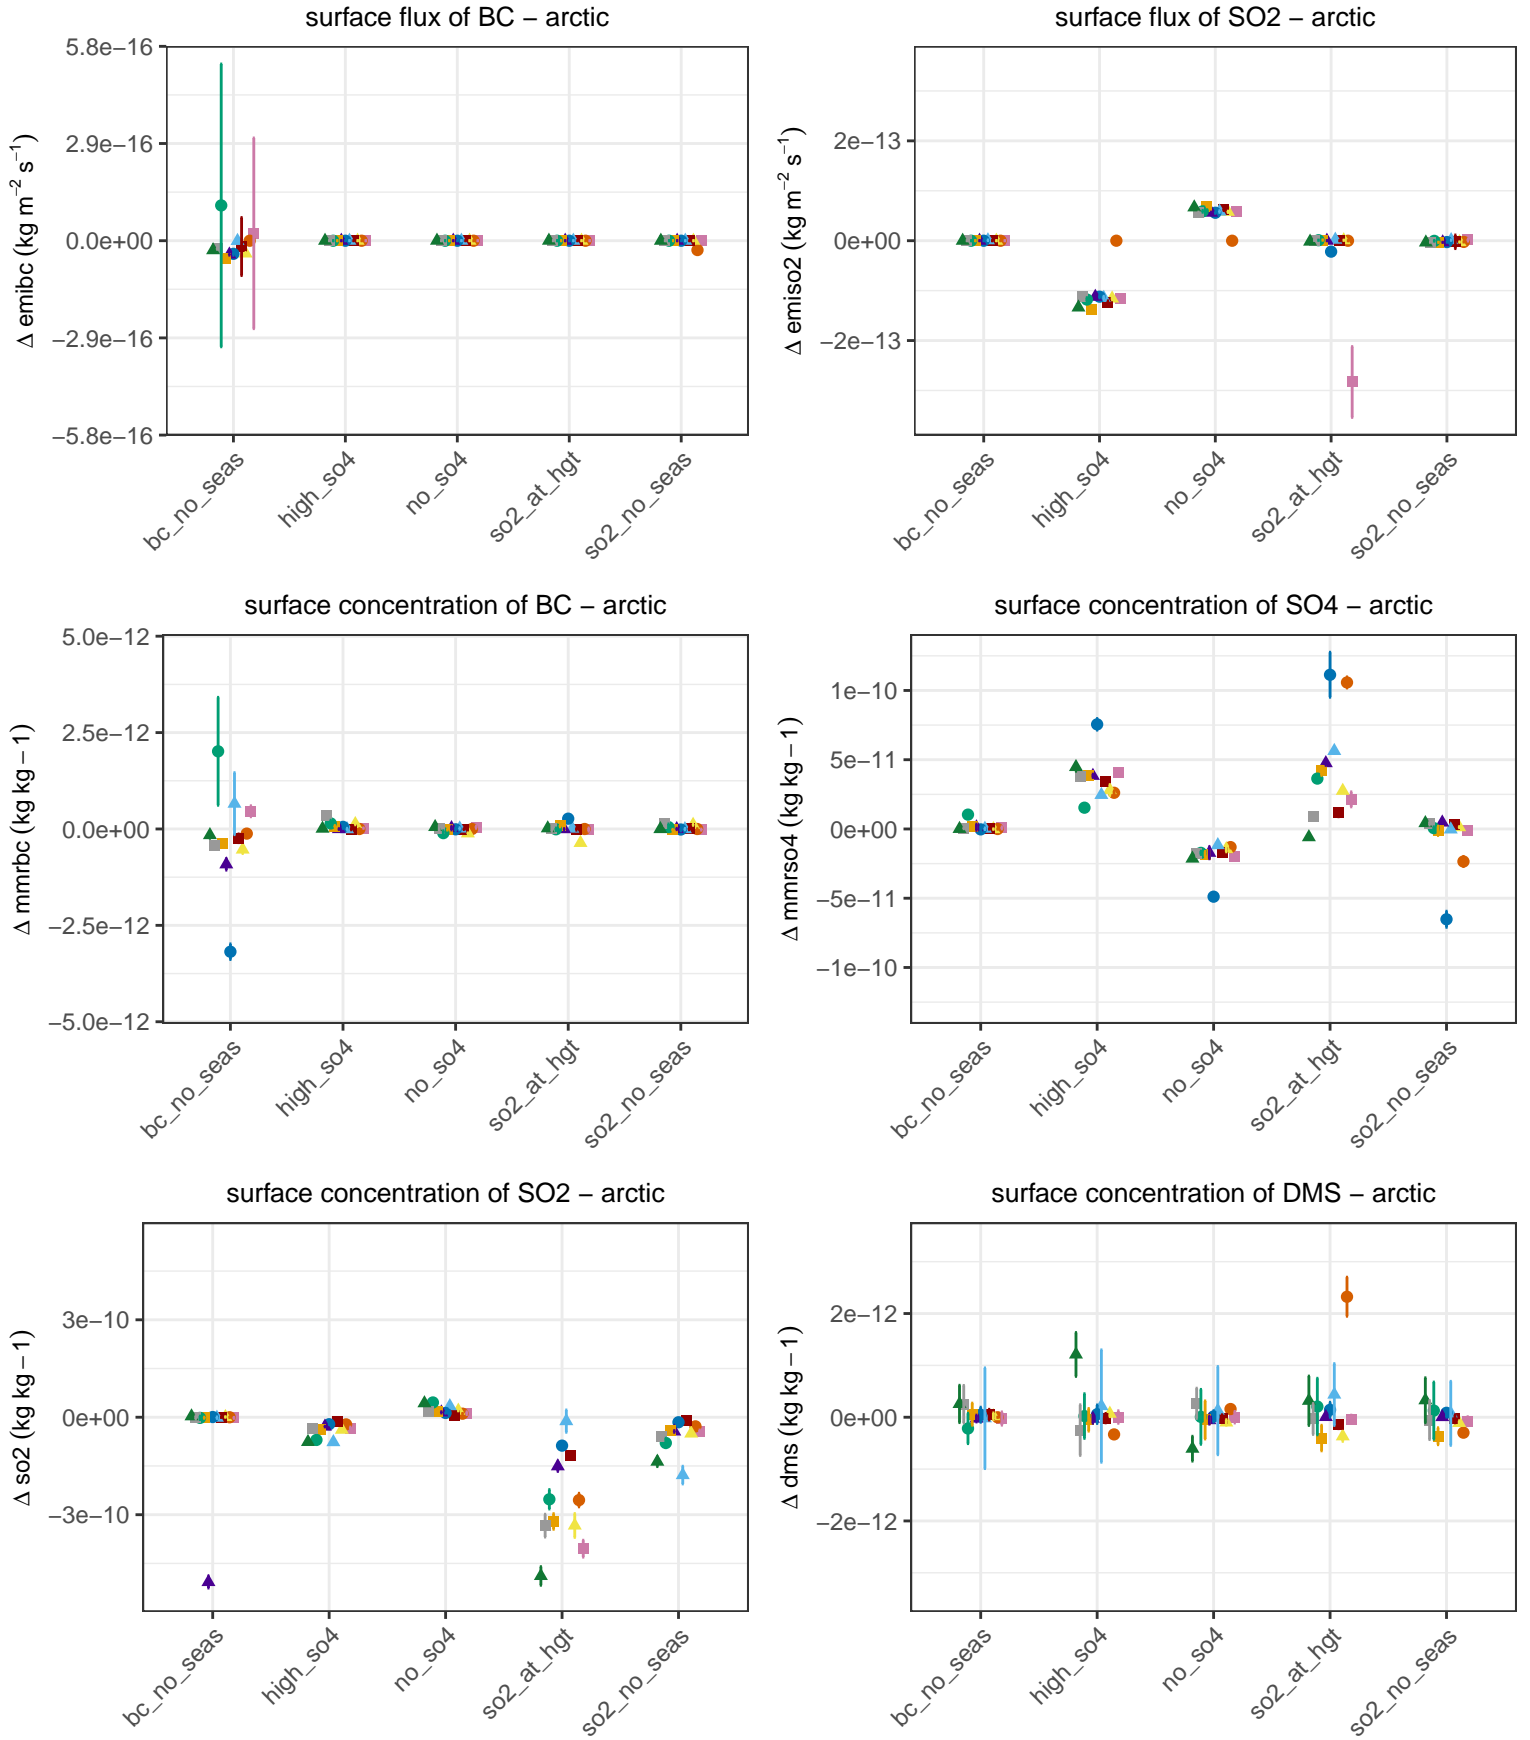 surface flux of BC − arctic
Δ emibc (kg m−2 s−1)
5.8e−16
2.9e−16
0.0e+00
−2.9e−16
−5.8e−16
bc_no_seas
high_so4
no_so4
so2_at_hgt
so2_no_seas
surface flux of SO2 − arctic
Δ emiso2 (kg m−2 s−1)
2e−13
0e+00
−2e−13
bc_no_seas
high_so4
no_so4
so2_at_hgt
so2_no_seas
surface concentration of BC − arctic
Δ mmrbc (kg kg−1)
5.0e−12
2.5e−12
0.0e+00
−2.5e−12
−5.0e−12
bc_no_seas
high_so4
no_so4
so2_at_hgt
so2_no_seas
surface concentration of SO4 − arctic
Δ mmrso4 (kg kg−1)
1e−10
5e−11
0e+00
−5e−11
−1e−10
bc_no_seas
high_so4
no_so4
so2_at_hgt
so2_no_seas
surface concentration of SO2 − arctic
Δ so2 (kg kg−1)
3e−10
0e+00
−3e−10
bc_no_seas
high_so4
no_so4
so2_at_hgt
so2_no_seas
surface concentration of DMS − arctic
Δ dms (kg kg−1)
2e−12
0e+00
−2e−12
bc_no_seas
high_so4
no_so4
so2_at_hgt
so2_no_seas